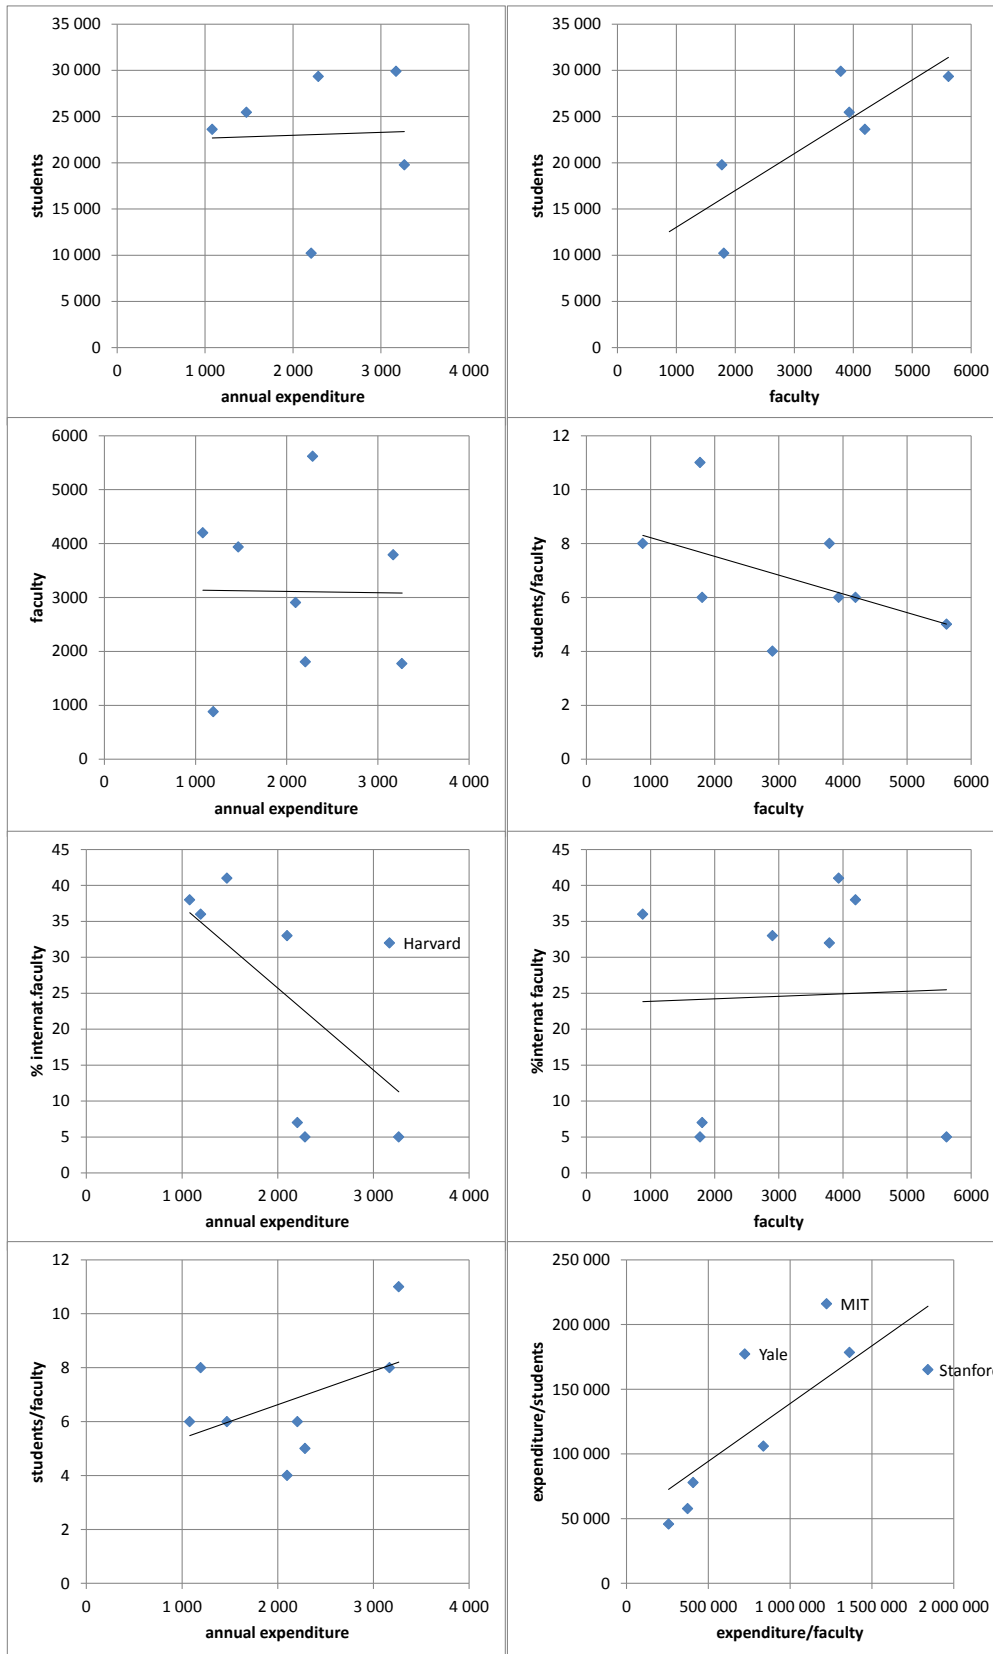 35 000
30 000
25 000
20 000
15 000
10 000
5 000
0
students
0 1 000 2 000 3 000 4 000
annual expenditure
35 000
30 000
25 000
20 000
15 000
10 000
5 000
0
students
0 1000 2000 3000 4000 5000 6000
faculty
6000
5000
4000
3000
2000
1000
0
faculty
0 1 000 2 000 3 000 4 000
annual expenditure
12
10
8
6
4
2
0
students/faculty
0 1000 2000 3000 4000 5000 6000
faculty
45
40
35
30
25
20
15
10
5
0
% internat.faculty
Harvard
0 1 000 2 000 3 000 4 000
annual expenditure
45
40
35
30
25
20
15
10
5
0
%internat faculty
0 1000 2000 3000 4000 5000 6000
faculty
12
10
8
6
4
2
0
students/faculty
0 1 000 2 000 3 000 4 000
annual expenditure
250 000
200 000
150 000
100 000
50 000
0
expenditure/students
MIT
Yale
Stanford
0 500 000 1 000 000 1 500 000 2 000 000
expenditure/faculty